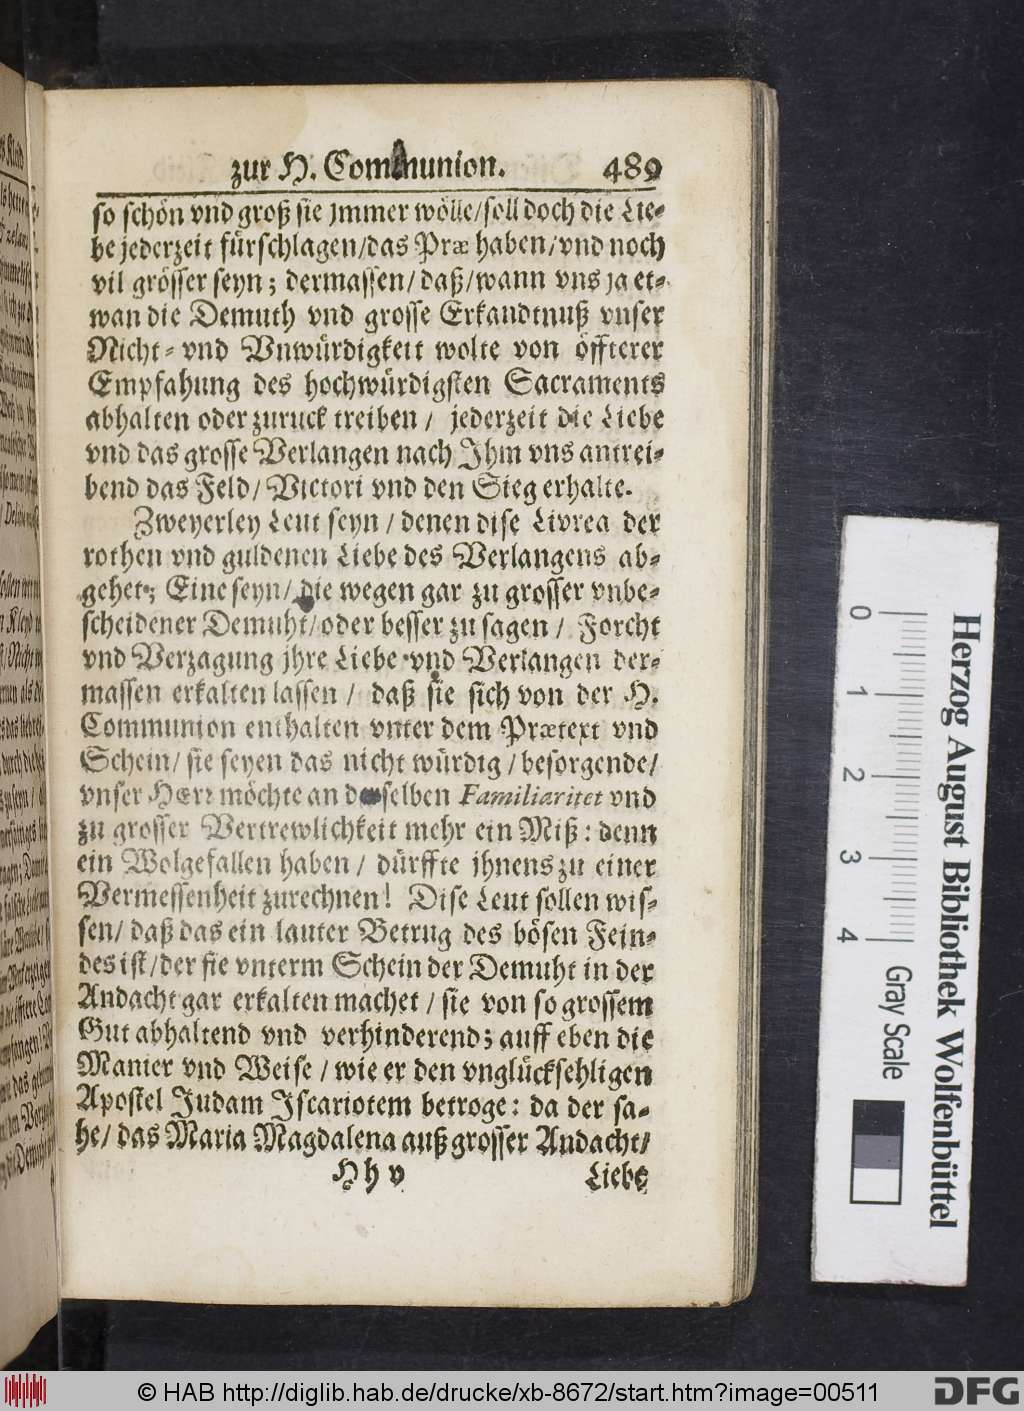 zur H. Communion. 489
so schön vnd groß sie jmmer wölle/soll doch die Lie-
be jederzeit fürschlagen/das Præ haben/vnd noch
vil grösser seyn; dermassen/daß/wann vns ja et-
wan die Demuth vnd grosse Erkandtnuß vnser
Nicht- vnd Vnwürdigkeit wolte von öffterer
Empfahung des hochwürdigsten Sacraments
abhalten oder zuruck treiben/ jederzeit die Liebe
vnd das grosse Verlangen nach Ihm vns antrei-
bend das Feld/ Victori vnd den Sieg erhalte.
Zweyerley Leut seyn/denen dise Livrea der
rothen vnd guldenen Liebe des Verlangens ab-
gehet; Eine seyn/ die wegen gar zu grosser vnbe-
scheidener Demuht/oder besser zu sagen/ Forcht
vnd Verzagung jhre Liebe vnd Verlangen der-
massen erkalten lassen/ daß sie sich von der H.
Communion enthalten vnter dem Prætext vnd
Schein/sie seyen das nicht würdig/besorgende/
vnser HErr möchte an derselben Familiaritet vnd
zu grosser Vertrewlichkeit mehr ein Miß: denn
ein Wolgefallen haben/ dürffte jhnens zu einer
Vermessenheit zurechnen! Dise Leut sollen wis-
sen/daß das ein lauter Betrug des bösen Fein-
des ist/der sie vnterm Schein der Demuht in der
Andacht gar erkalten machet/sie von so grossem
Gut abhaltend vnd verhinderend; auff eben die
Manier vnd Weise/wie er den vnglücksehligen
Apostel Judam Iscariotem betroge: da der sa-
he/das Maria Magdalena auß grosser Andacht/
Hh v Liebe
0 1 2 3 4
Gray Scale
Herzog August Bibliothek Wolfenbüttel
© HAB http://diglib.hab.de/drucke/xb-8672/start.htm?image=00511
DFG